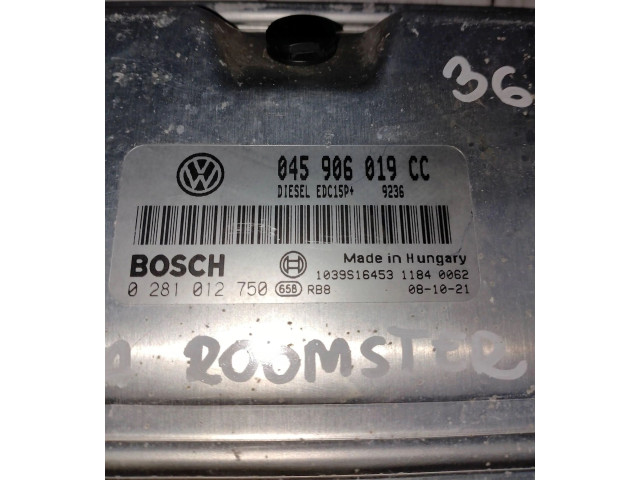 36
045 906 019 CC
DIESEL EDC15P+ 9236
BOSCH
Made in Hungary
1039S16453 1184 0062
0 281 012 750 65B RB8 08-10-21
ROOMSTER